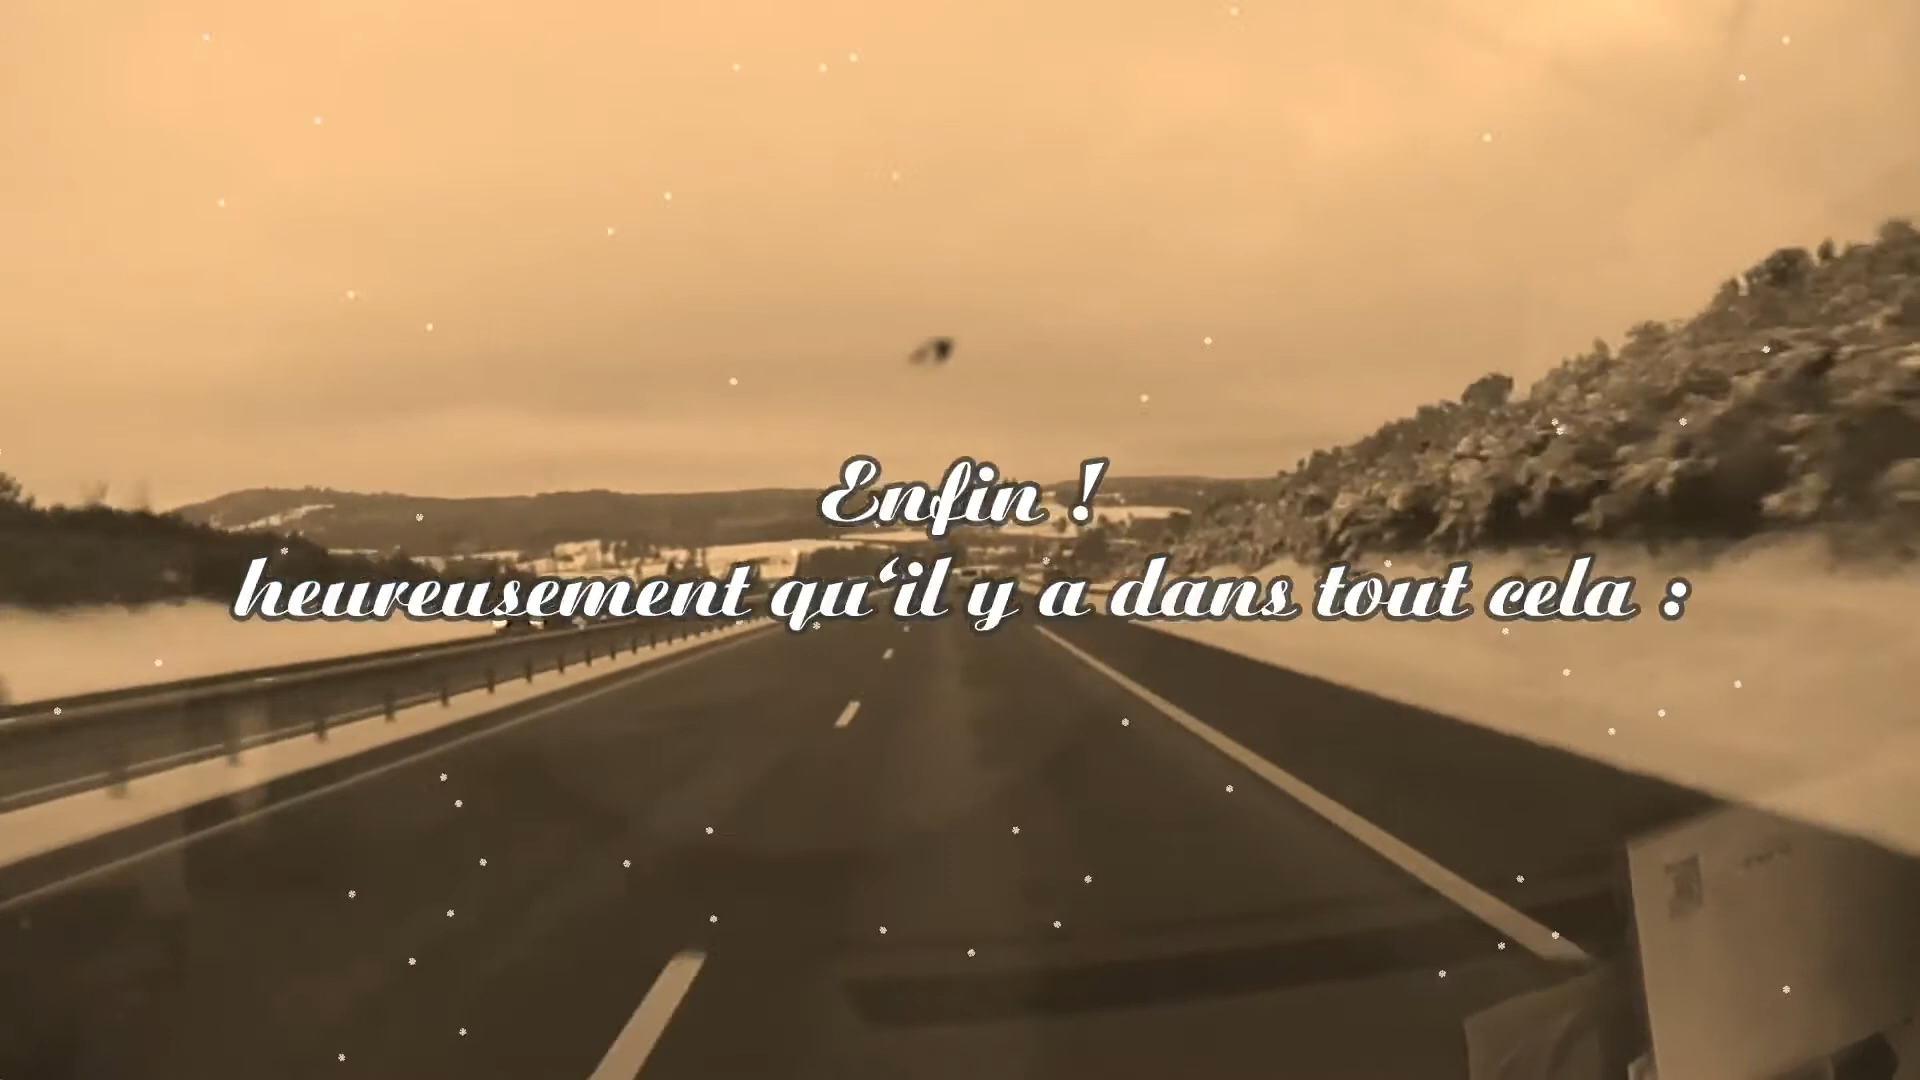 Enfin !
heureusement qu‘il y a dans tout cela :